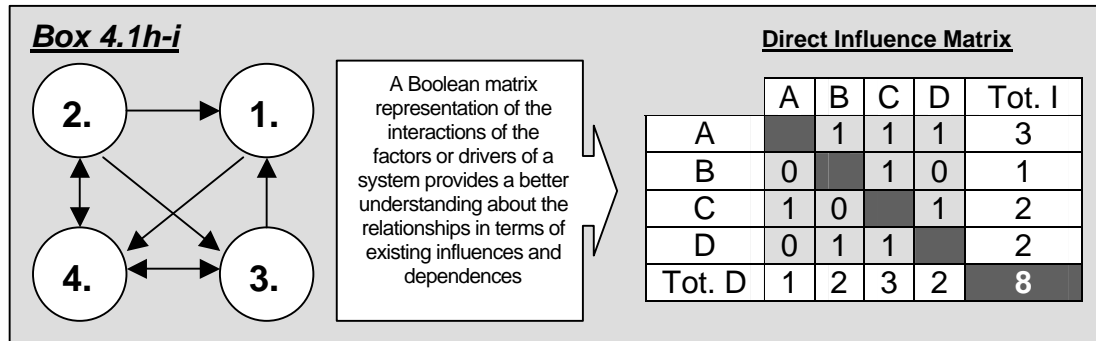 Box 4.1h-i
2.
1.
4.
3.
A Boolean matrix
representation of the
interactions of the
factors or drivers of a
system provides a better
understanding about the
relationships in terms of
existing influences and
dependences
Direct Influence Matrix
A B C D Tot. I
A 1 1 1 3
B 0 1 0 1
C 1 0 1 2
D 0 1 1 2
Tot. D 1 2 3 2 8